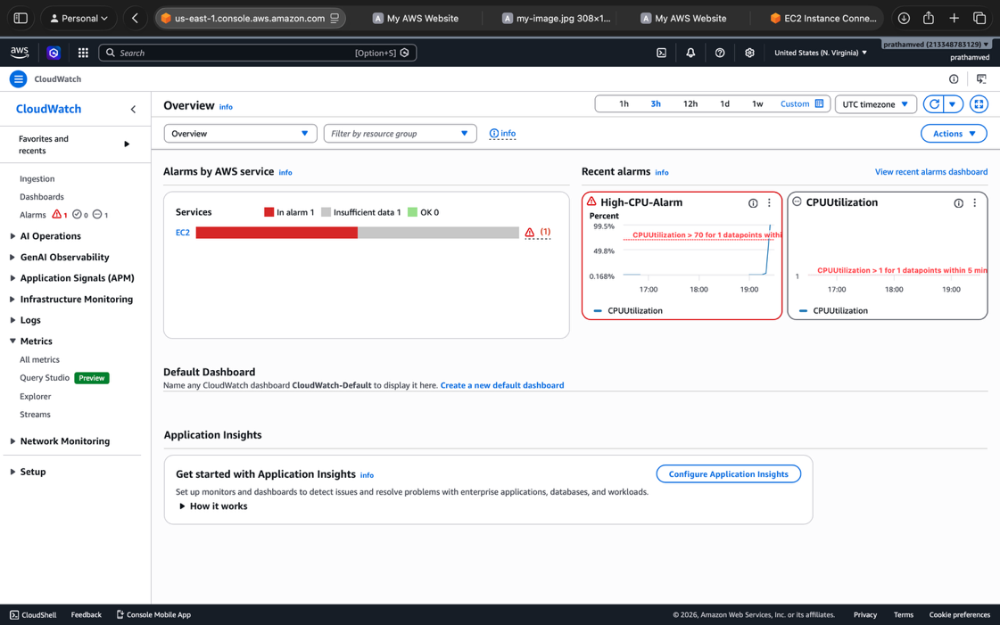 Personal
us-east-1.console.aws.amazon.com
My AWS Website
my-image.jpg 308×1...
My AWS Website
EC2 Instance Conne...
aws
Search
[Option+S]
United States (N. Virginia)
prathamved (213348783129)
prathamved
CloudWatch
CloudWatch
Favorites and
recents
Ingestion
Dashboards
Alarms 1 0 1
AI Operations
GenAI Observability
Application Signals (APM)
Infrastructure Monitoring
Logs
Metrics
All metrics
Query Studio Preview
Explorer
Streams
Network Monitoring
Setup
Overview info
1h 3h 12h 1d 1w Custom
UTC timezone
Overview
Filter by resource group
info
Actions
Alarms by AWS service info
Services
In alarm 1 Insufficient data 1 OK 0
EC2
(1)
Recent alarms info
View recent alarms dashboard
High-CPU-Alarm
Percent
99.5%
CPUUtilization > 70 for 1 datapoints withi
49.8%
0.168%
17:00 18:00 19:00
CPUUtilization
CPUUtilization
CPUUtilization > 1 for 1 datapoints within 5 min
1
17:00 18:00 19:00
CPUUtilization
Default Dashboard
Name any CloudWatch dashboard CloudWatch-Default to display it here. Create a new default dashboard
Application Insights
Get started with Application Insights info
Configure Application Insights
Set up monitors and dashboards to detect issues and resolve problems with enterprise applications, databases, and workloads.
How it works
CloudShell
Feedback
Console Mobile App
© 2026, Amazon Web Services, Inc. or its affiliates.
Privacy
Terms
Cookie preferences